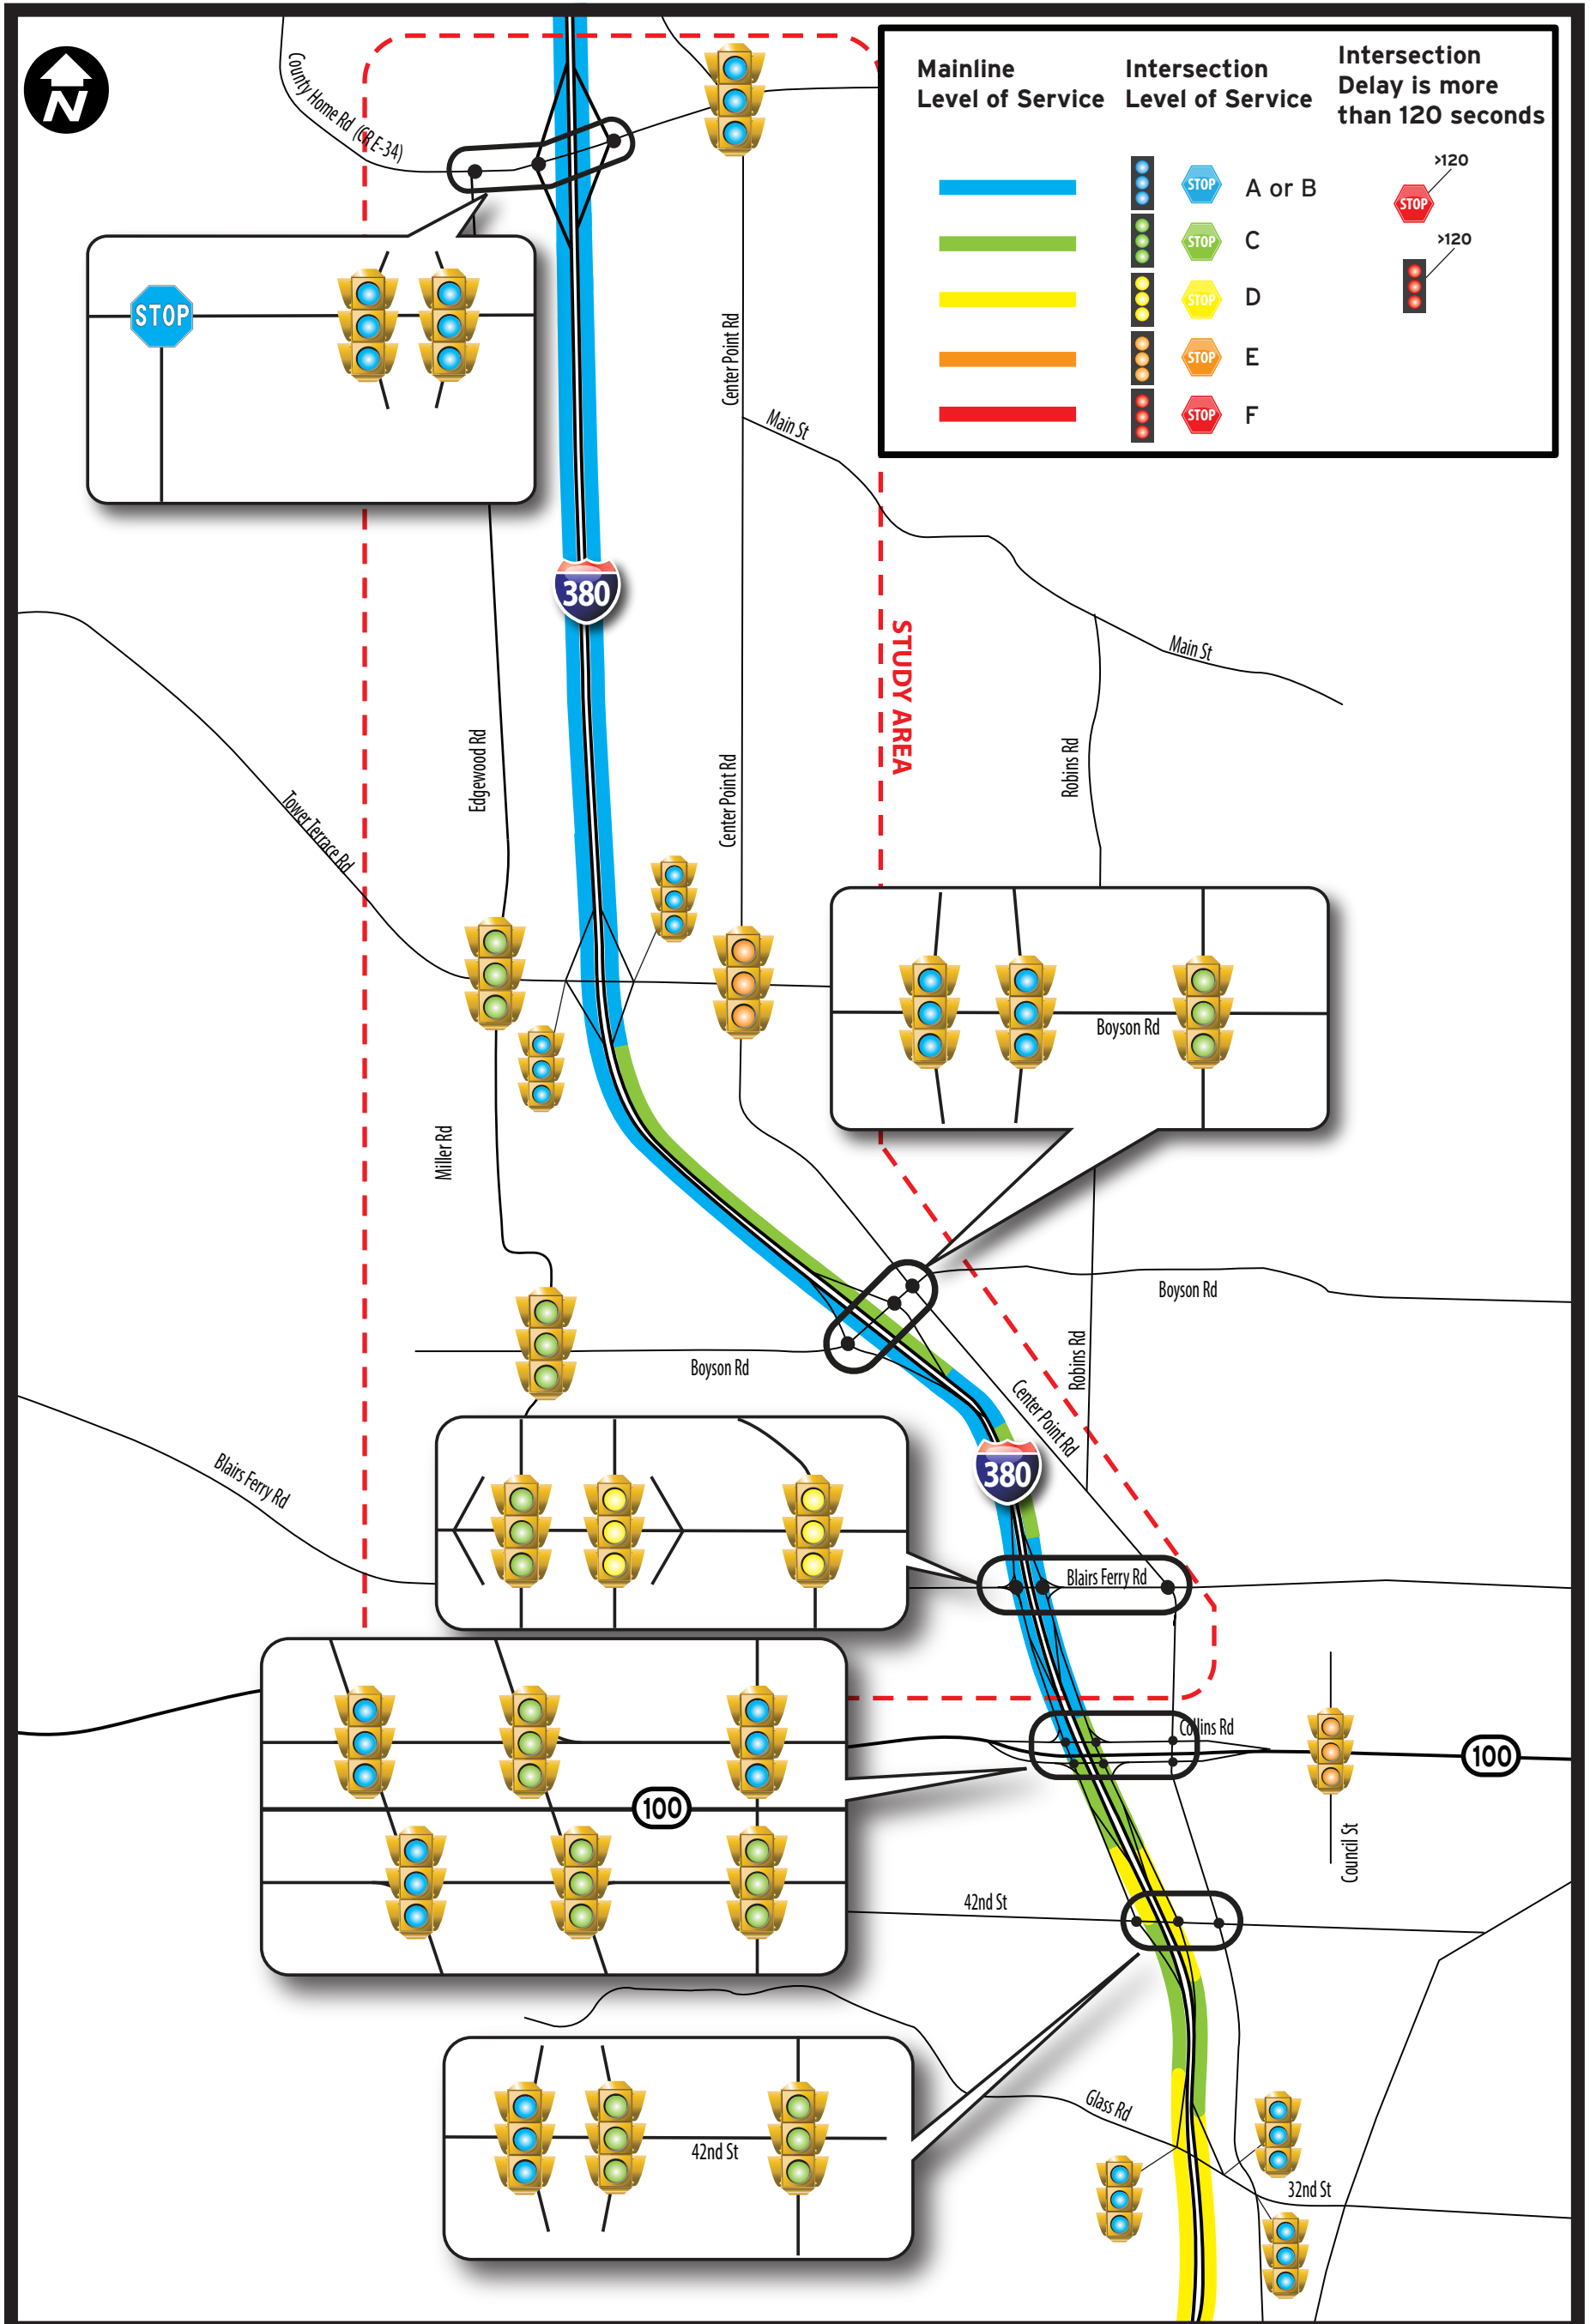 N
Mainline
Level of Service
Intersection
Level of Service
Intersection
Delay is more
than 120 seconds
STOP
A or B
STOP
C
STOP
D
STOP
E
STOP
F
>120
STOP
>120
County Home Rd (CR E-34)
STOP
Center Point Rd
Main St
380
STUDY AREA
Main St
Edgewood Rd
Center Point Rd
Robins Rd
Tower Terrace Rd
Boyson Rd
Miller Rd
Boyson Rd
Boyson Rd
Robins Rd
Center Point Rd
380
Blairs Ferry Rd
Blairs Ferry Rd
Collins Rd
100
100
Council St
42nd St
42nd St
Glass Rd
32nd St